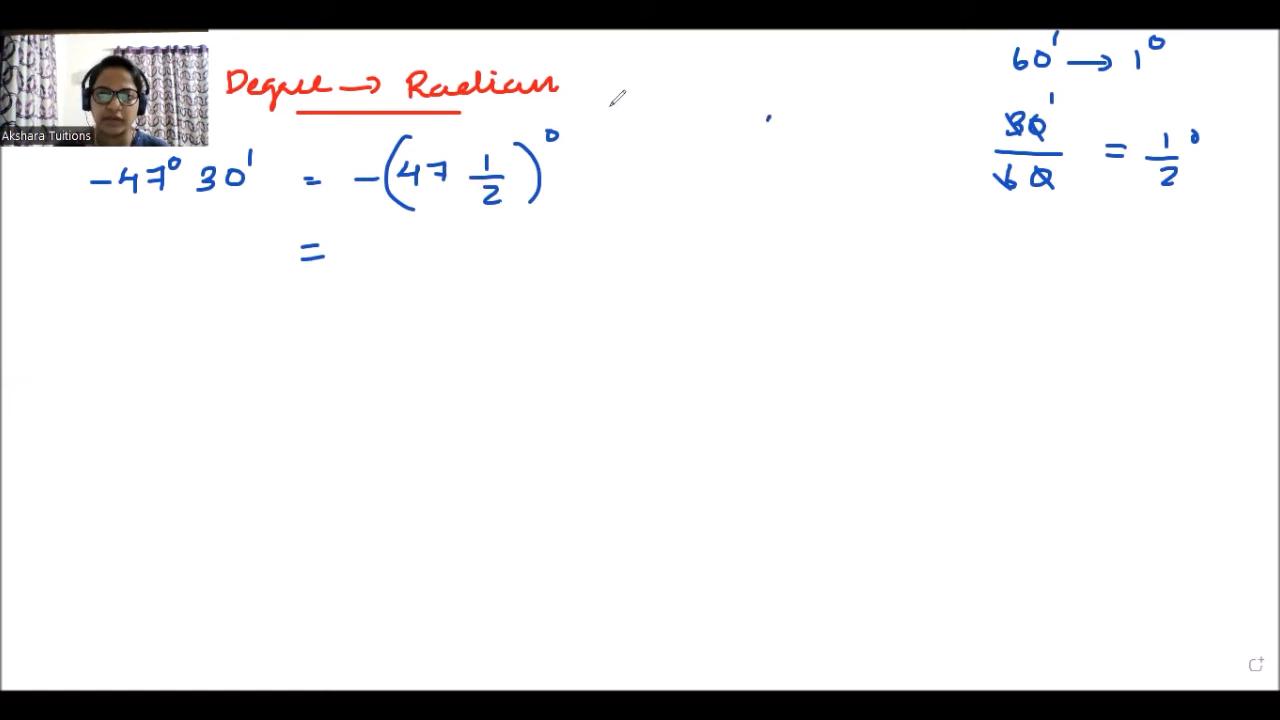 Degree → Radian
Akshara Tuitions
-47° 30' = -(47 1/2)°
=
60' → 1°
30'/60 = 1/2°